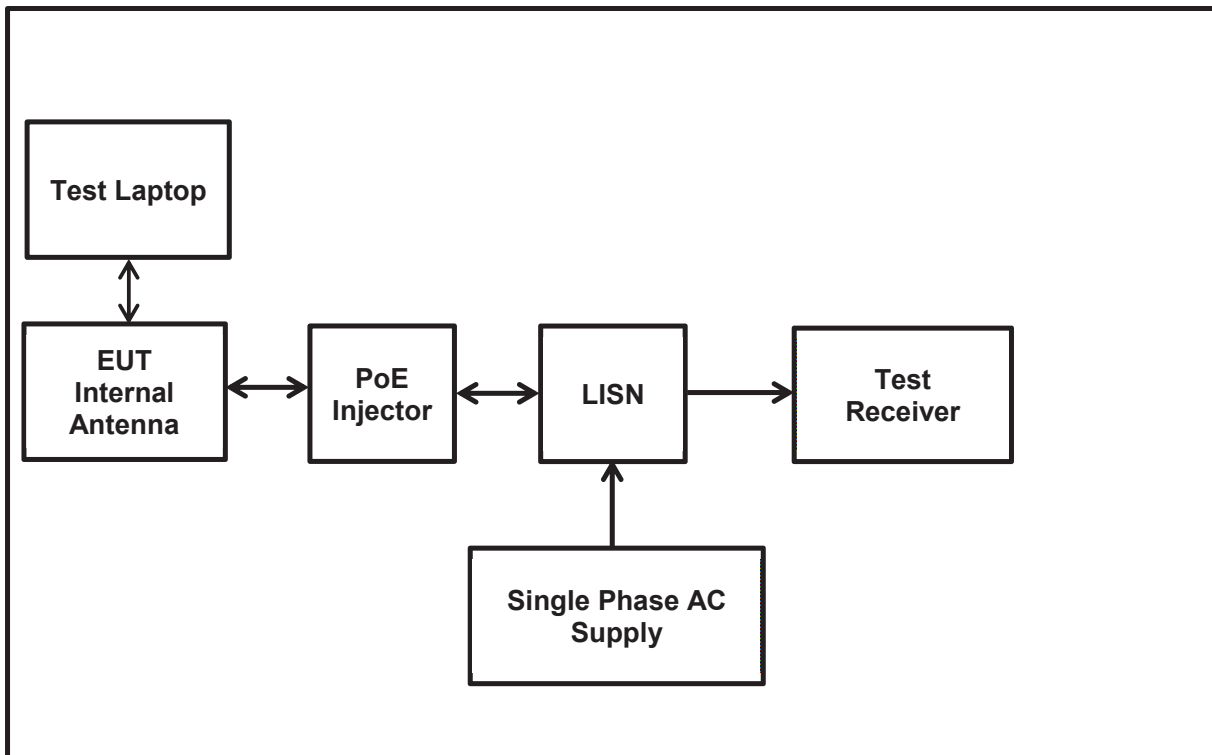 Test Laptop
EUT
Internal
Antenna
PoE
Injector
LISN
Test
Receiver
Single Phase AC
Supply